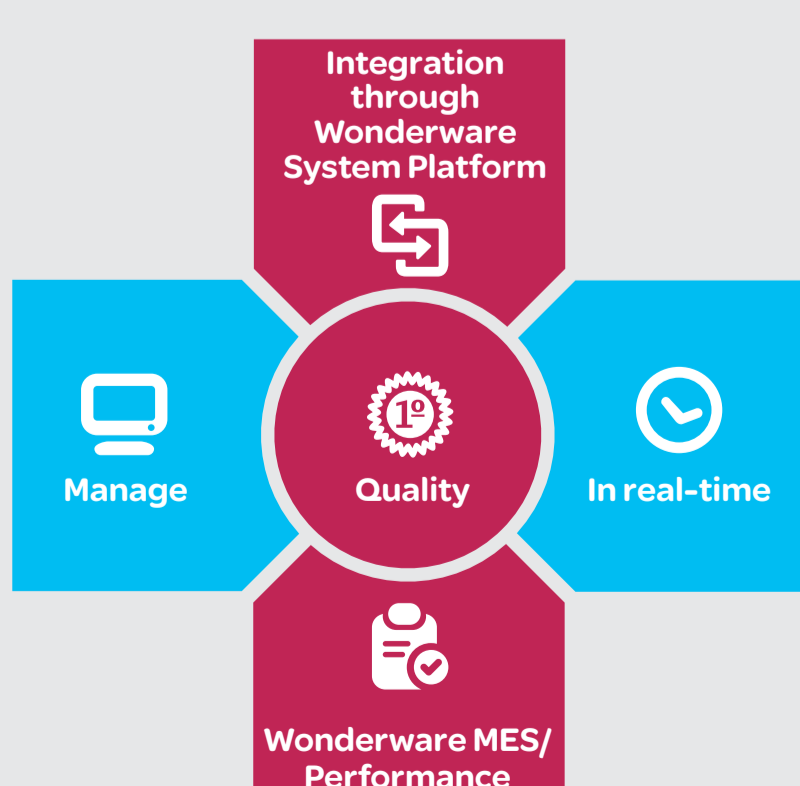 Integration
through
Wonderware
System Platform
Manage
1º
Quality
In real-time
Wonderware MES/
Performance